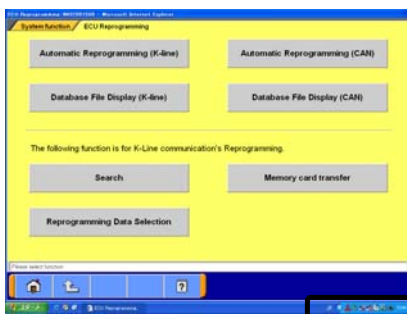 System function
ECU Reprogramming
Automatic Reprogramming (K-line)
Automatic Reprogramming (CAN)
Database File Display (K-line)
Database File Display (CAN)
The following function is for K-Line communication's Reprogramming.
Search
Memory card transfer
Reprogramming Data Selection
Please select function
?